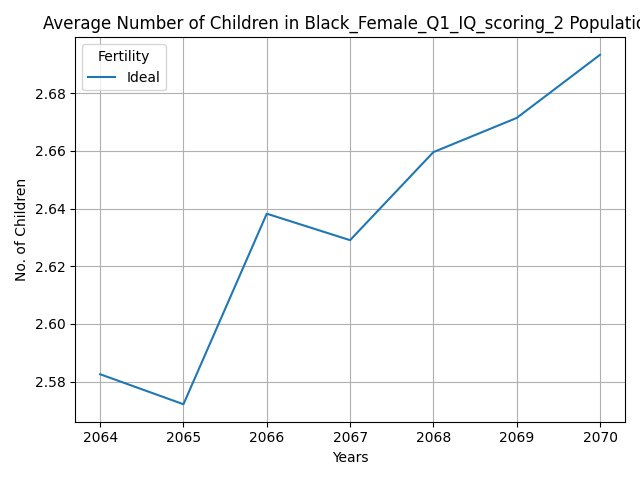 Average Number of Children in Black_Female_Q1_IQ_scoring_2 Populatio
Fertility
Ideal
No. of Children
2.68
2.66
2.64
2.62
2.60
2.58
2064 2065 2066 2067 2068 2069 2070
Years